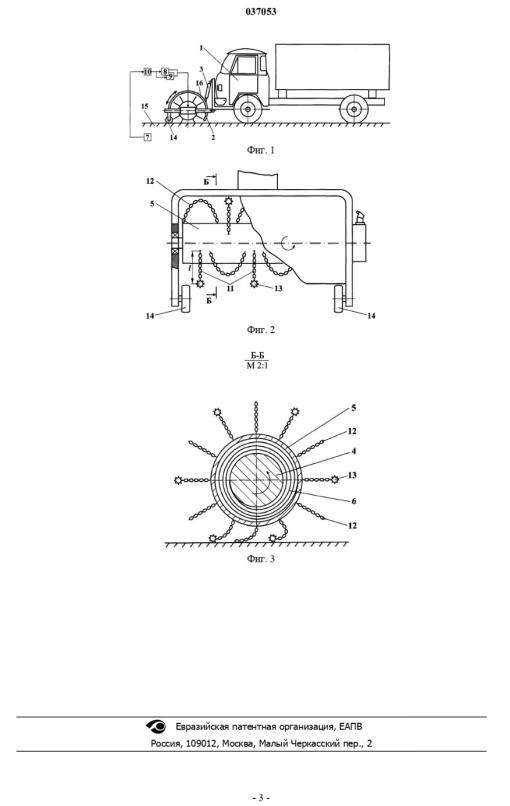 037053
1
3
10
8
9
16
15
14
2
7
Фиг. 1
12
Б
5
l
11
13
Б
14
14
Фиг. 2
Б-Б
М 2:1
5
12
4
13
6
12
Фиг. 3
Евразийская патентная организация, ЕАПВ
Россия, 109012, Москва, Малый Черкасский пер., 2
- 3 -